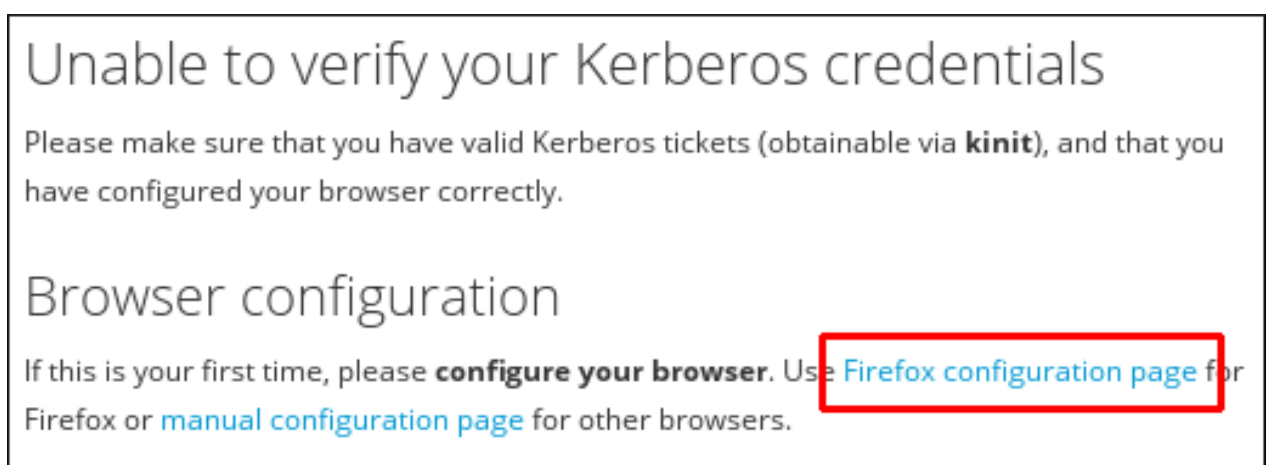 Unable to verify your Kerberos credentials
Please make sure that you have valid Kerberos tickets (obtainable via kinit), and that you
have configured your browser correctly.
Browser configuration
If this is your first time, please configure your browser. Use Firefox configuration page for
Firefox or manual configuration page for other browsers.